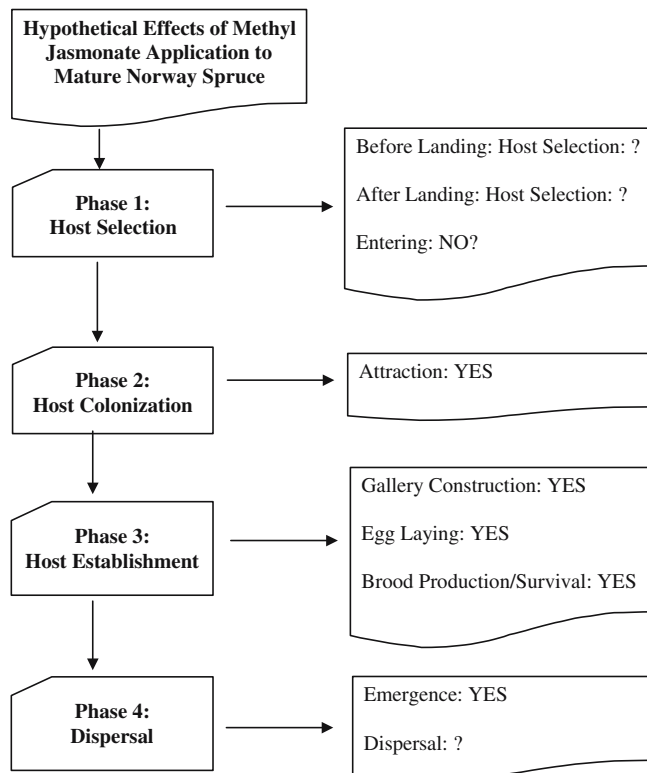 Hypothetical Effects of Methyl
Jasmonate Application to
Mature Norway Spruce
Phase 1:
Host Selection
Before Landing: Host Selection: ?
After Landing: Host Selection: ?
Entering: NO?
Phase 2:
Host Colonization
Attraction: YES
Phase 3:
Host Establishment
Gallery Construction: YES
Egg Laying: YES
Brood Production/Survival: YES
Phase 4:
Dispersal
Emergence: YES
Dispersal: ?